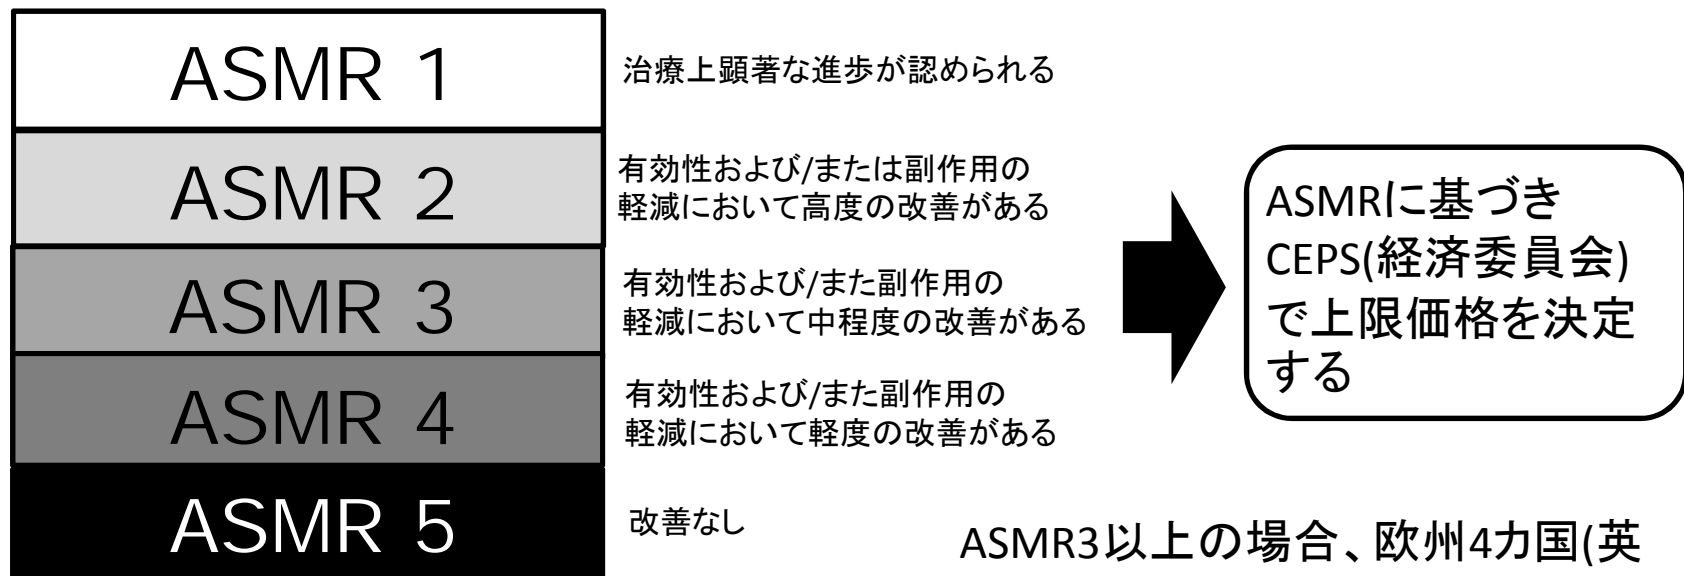 ASMR 1
治療上顕著な進歩が認められる
ASMR 2
有効性および/または副作用の
軽減において高度の改善がある
ASMR 3
有効性および/また副作用の
軽減において中程度の改善がある
ASMR 4
有効性および/また副作用の
軽減において軽度の改善がある
ASMR 5
改善なし
ASMRに基づき
CEPS(経済委員会)
で上限価格を決定
する
ASMR3以上の場合、欧州4カ国(英